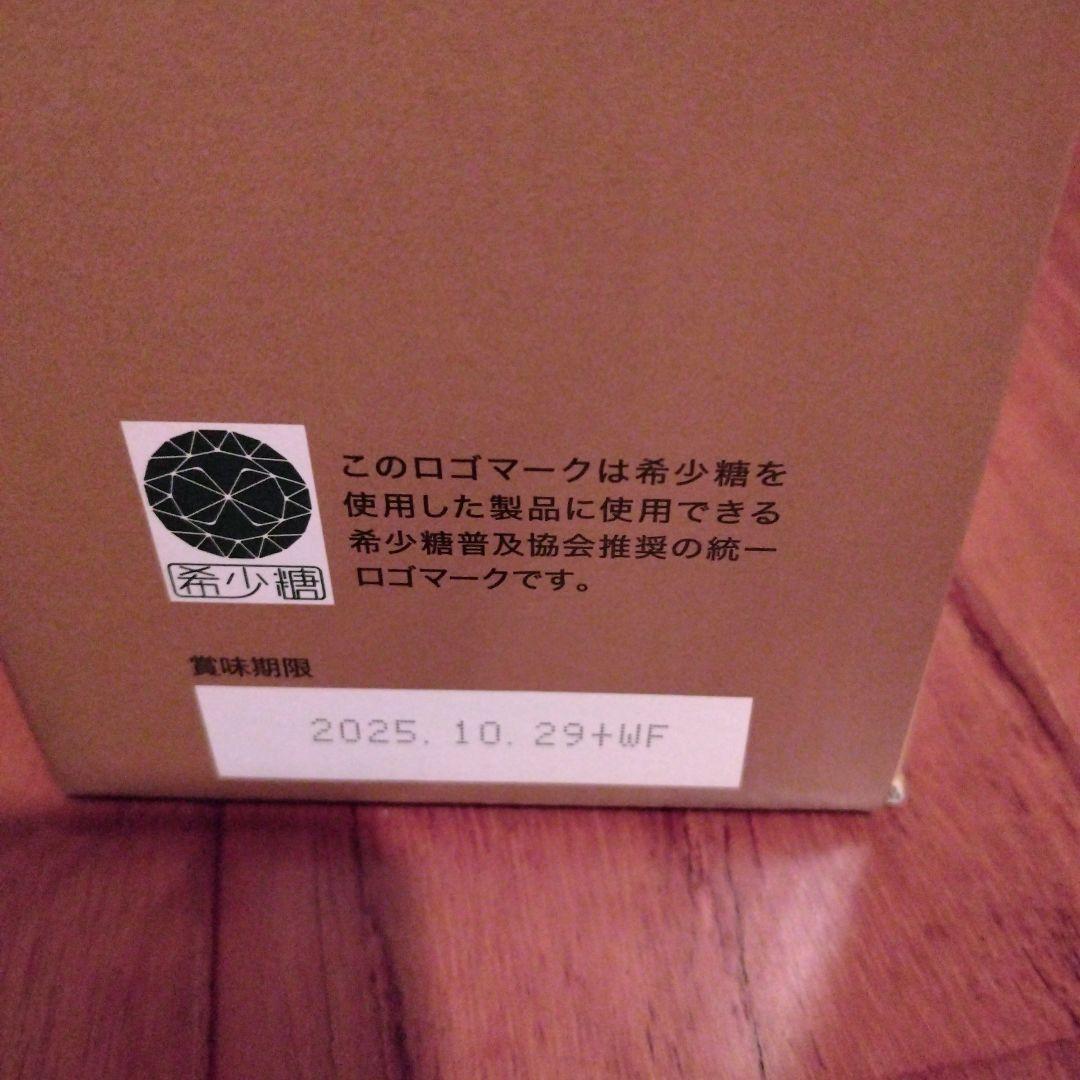 希少糖
このロゴマークは希少糖を
使用した製品に使用できる
希少糖普及協会推奨の統一
ロゴマークです。
賞味期限
2025.10.29+WF